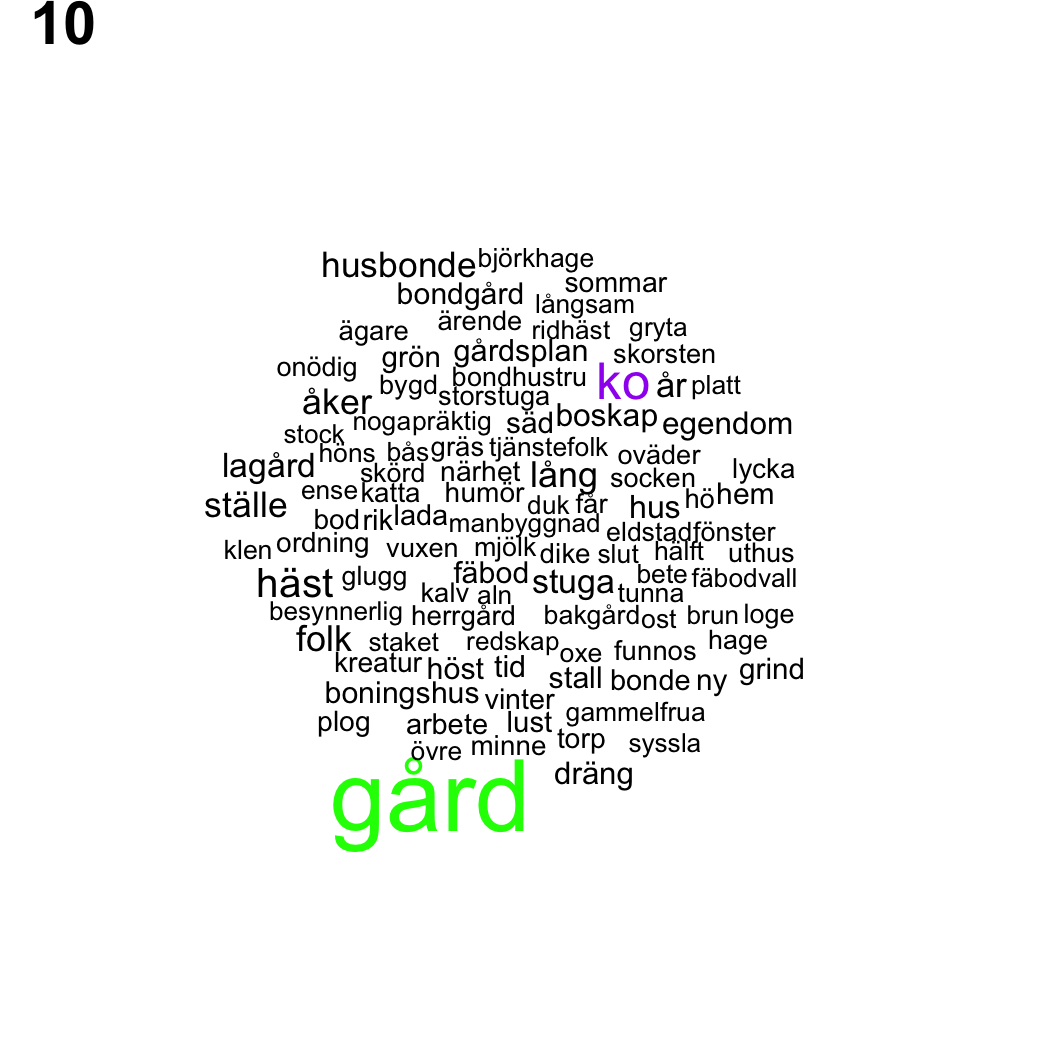 10
husbonde björkhage
sommar
bondgård långsam
ägare ärende ridhäst gryta
onödig grön gårdsplan skorsten
bygd bondhustru ko år platt
åker storstuga
noga präktig säd boskap egendom
stock
höns bås gräs tjänstefolk oväder
lagård skörd närhet lång socken lycka
ställe ense katta humör duk får hus hö hem
bod rik lada manbyggnad eldstad fönster
klen ordning vuxen mjölk dike slut hälft uthus
häst glugg fäbod stuga bete fäbodvall
kalv aln tunna
besynnerlig herrgård bakgård ost brun loge
folk staket redskap oxe funnos hage
kreatur höst tid stall bonde ny grind
boningshus vinter
plog arbete lust gammelfrua
övre minne torp syssla
gård dräng